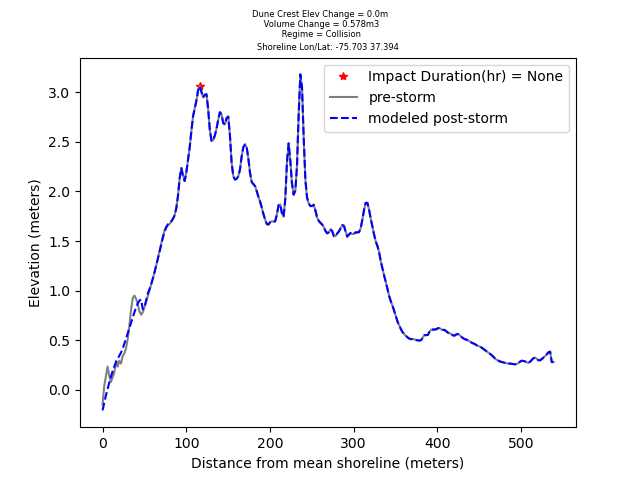 Dune Crest Elev Change = 0.0m
Volume Change = 0.578m3
Regime = Collision
Shoreline Lon/Lat: -75.703 37.394
Impact Duration(hr) = None
pre-storm
modeled post-storm
3.0
2.5
2.0
1.5
1.0
0.5
0.0
Elevation (meters)
0
100
200
300
400
500
Distance from mean shoreline (meters)